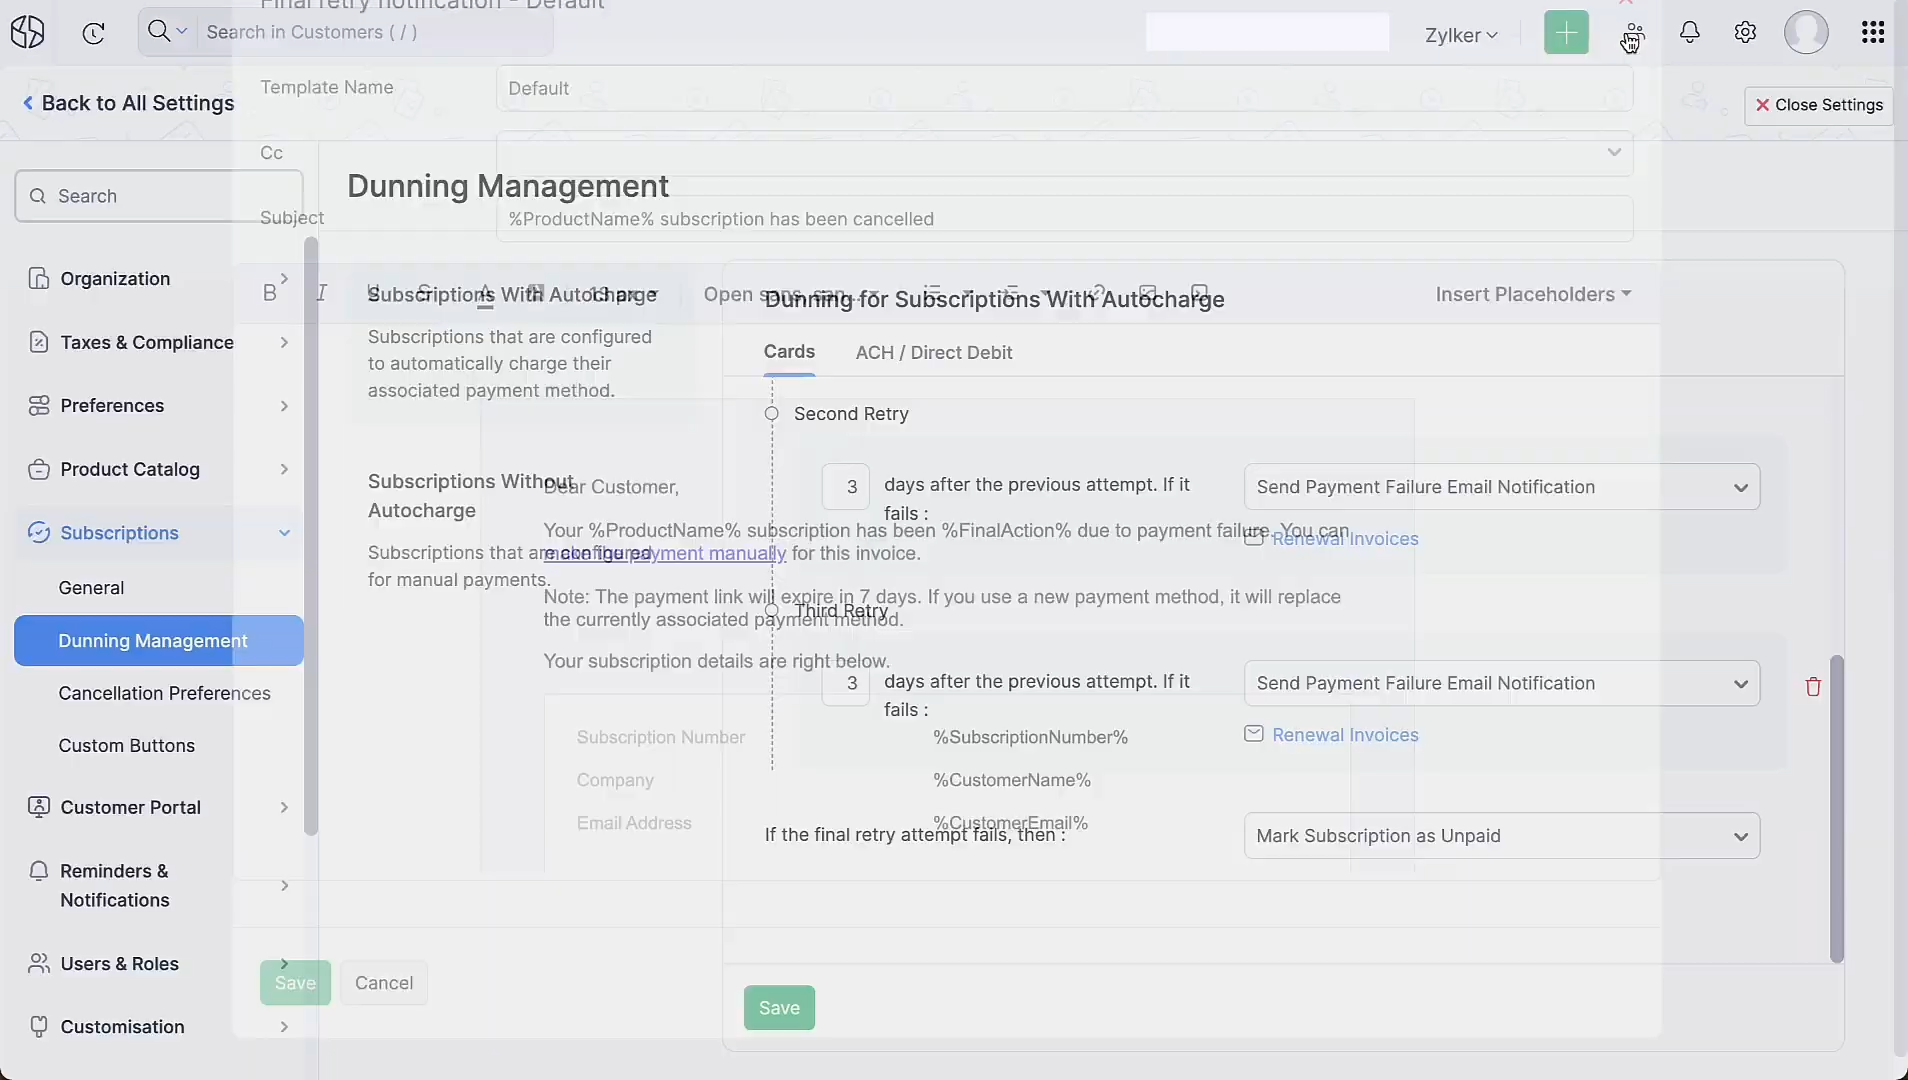 Final retry notification - Default
Search in Customers ( / )
Zylker
Back to All Settings
Template Name
Default
Close Settings
Cc
Dunning Management
Search
Subject
%ProductName% subscription has been cancelled
Organization
B I U S A
Subscriptions With Autocharge
Dunning for Subscriptions With Autocharge
Insert Placeholders
Subscriptions that are configured
to automatically charge their
associated payment method.
Cards
ACH / Direct Debit
Taxes & Compliance
Preferences
Second Retry
Product Catalog
Subscriptions Without
Autocharge
Dear Customer,
3
days after the previous attempt. If it
fails :
Send Payment Failure Email Notification
Your %ProductName% subscription has been %FinalAction% due to payment failure. You can
make the payment manually for this invoice.
Renewal Invoices
Subscriptions
Subscriptions that are configured
for manual payments.
General
Note: The payment link will expire in 7 days. If you use a new payment method, it will replace
the currently associated payment method.
Third Retry
Dunning Management
Your subscription details are right below.
3
days after the previous attempt. If it
fails :
Send Payment Failure Email Notification
Cancellation Preferences
Subscription Number
%SubscriptionNumber%
Renewal Invoices
Custom Buttons
Company
%CustomerName%
Customer Portal
Email Address
%CustomerEmail%
If the final retry attempt fails, then :
Mark Subscription as Unpaid
Reminders &
Notifications
Users & Roles
Save
Cancel
Save
Customisation